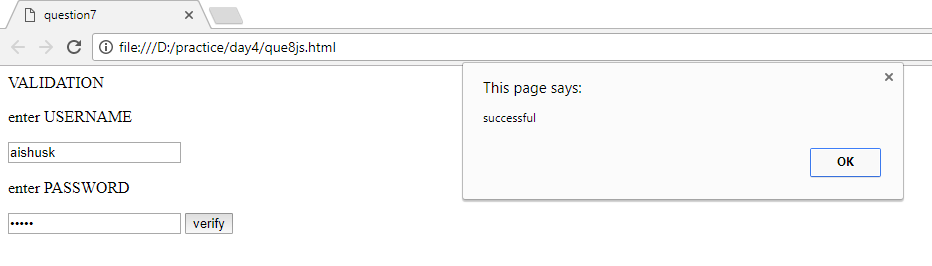 question7
file:///D:/practice/day4/que8js.html
VALIDATION
enter USERNAME
aishusk
enter PASSWORD
••••• verify
This page says:
successful
OK